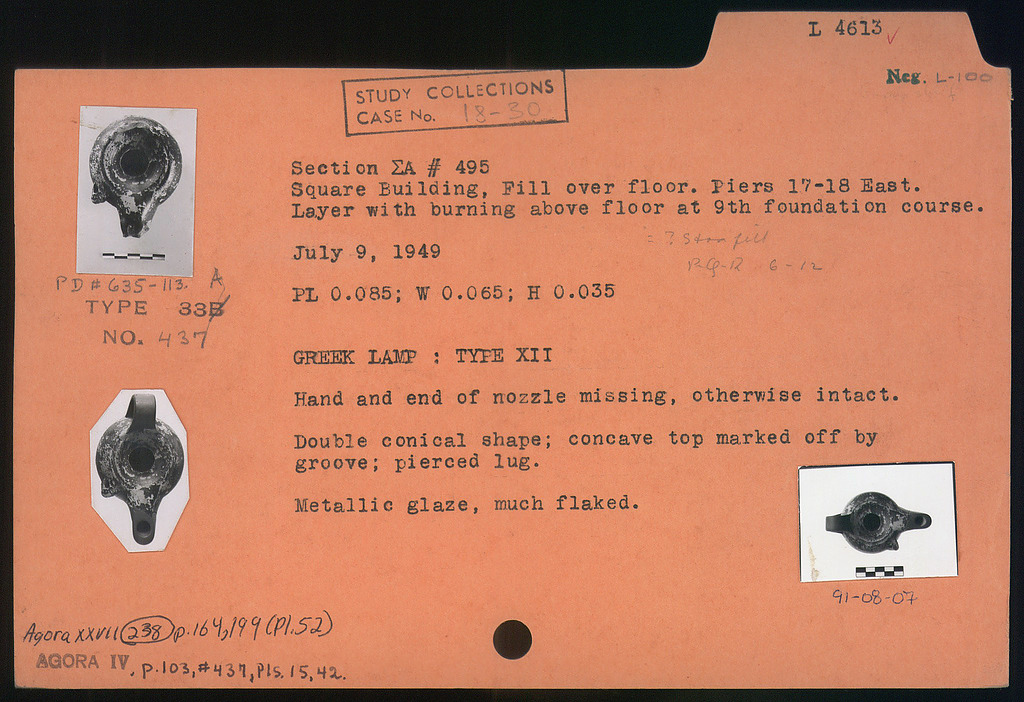 L 4613 ✓
Neg. L-100
STUDY COLLECTIONS
CASE No. 18-30
Section ΣA # 495
Square Building, Fill over floor. Piers 17-18 East.
Layer with burning above floor at 9th foundation course.
= ? Stoa fill
6-12
July 9, 1949
PL 0.085; W 0.065; H 0.035
PD# 635-113. A
TYPE 33B
NO. 437
GREEK LAMP : TYPE XII
Hand and end of nozzle missing, otherwise intact.
Double conical shape; concave top marked off by
groove; pierced lug.
Metallic glaze, much flaked.
91-08-07
Agora XXVII 238 p.164,199 (Pl.52)
AGORA IV, p.103,#437,Pls.15,42.